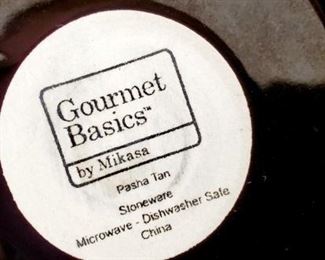 Gourmet
Basics™
by Mikasa
Pasha Tan
Stoneware
Microwave - Dishwasher Safe
China